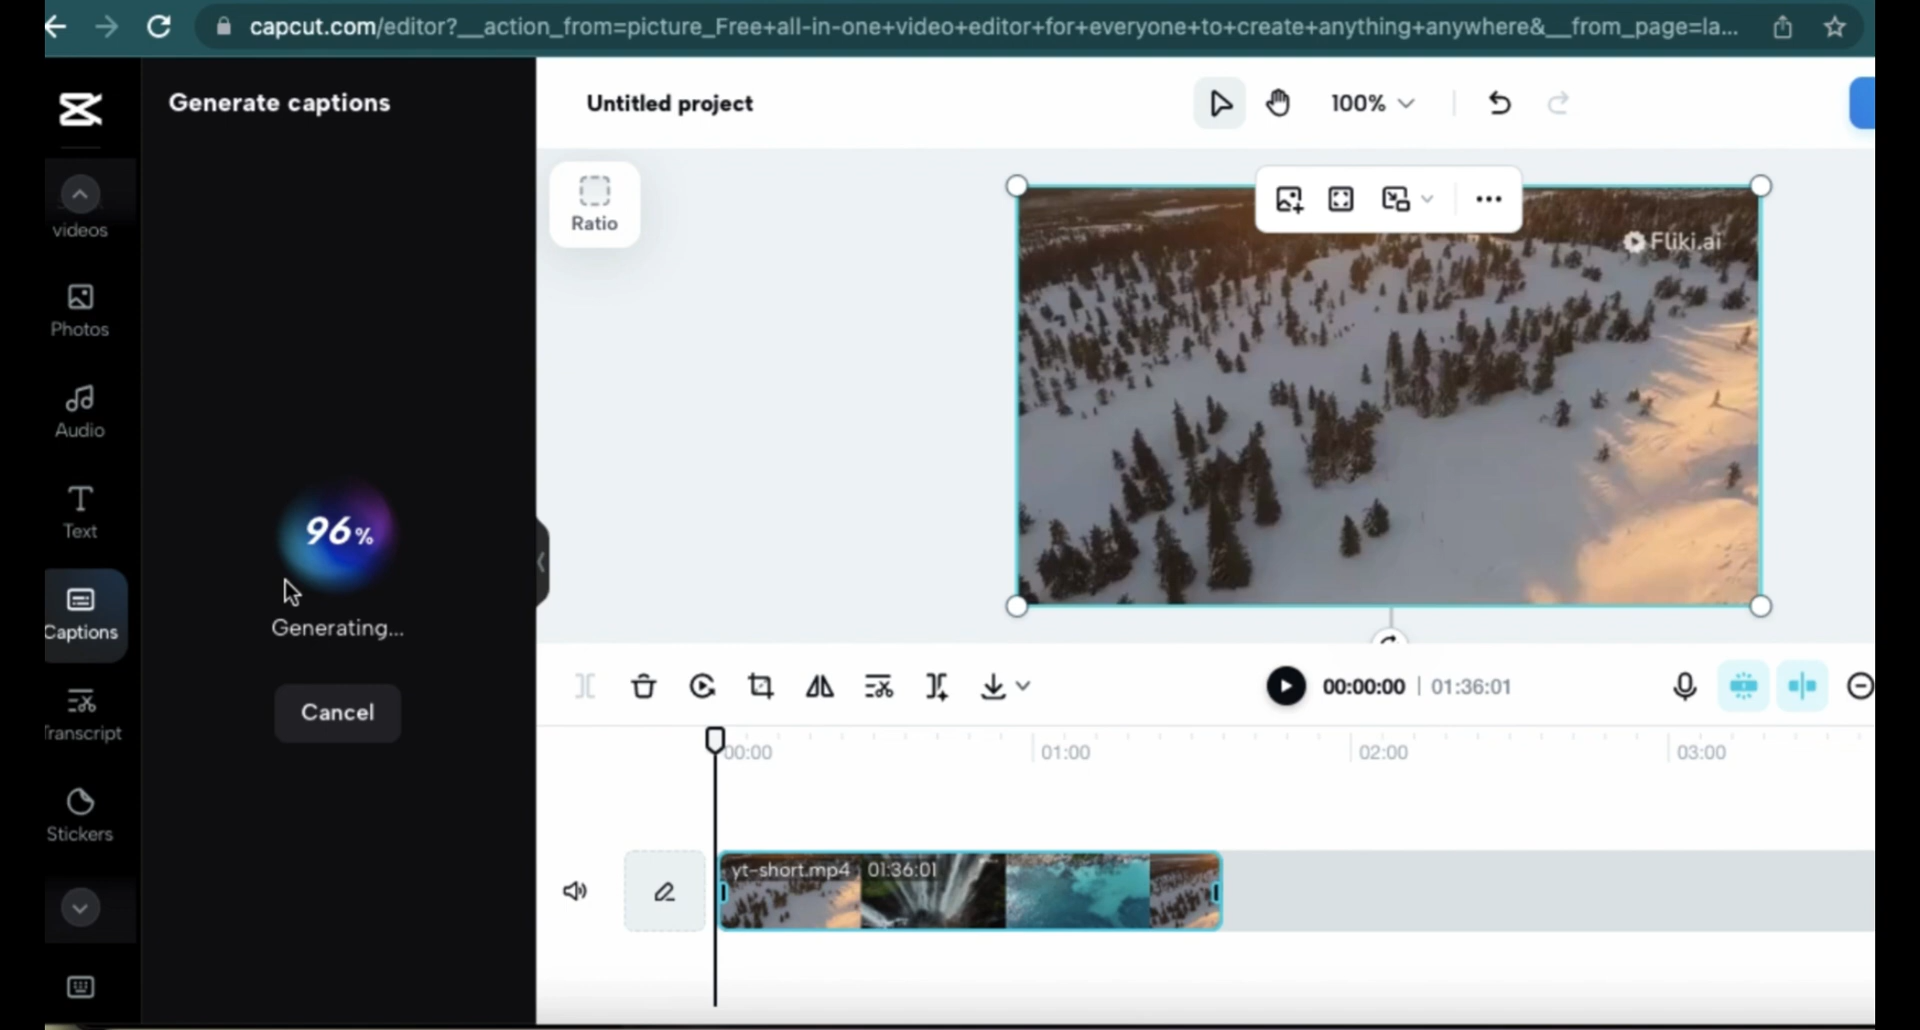 capcut.com/editor?__action_from=picture_Free+all-in-one+video+editor+for+everyone+to+create+anything+anywhere&__from_page=la...
Generate captions
Untitled project
100%
videos
Ratio
Fliki.ai
Photos
Audio
Text
96%
Captions
Generating...
Cancel
00:00:00 | 01:36:01
Transcript
00:00
01:00
02:00
03:00
Stickers
yt-short.mp4 01:36:01